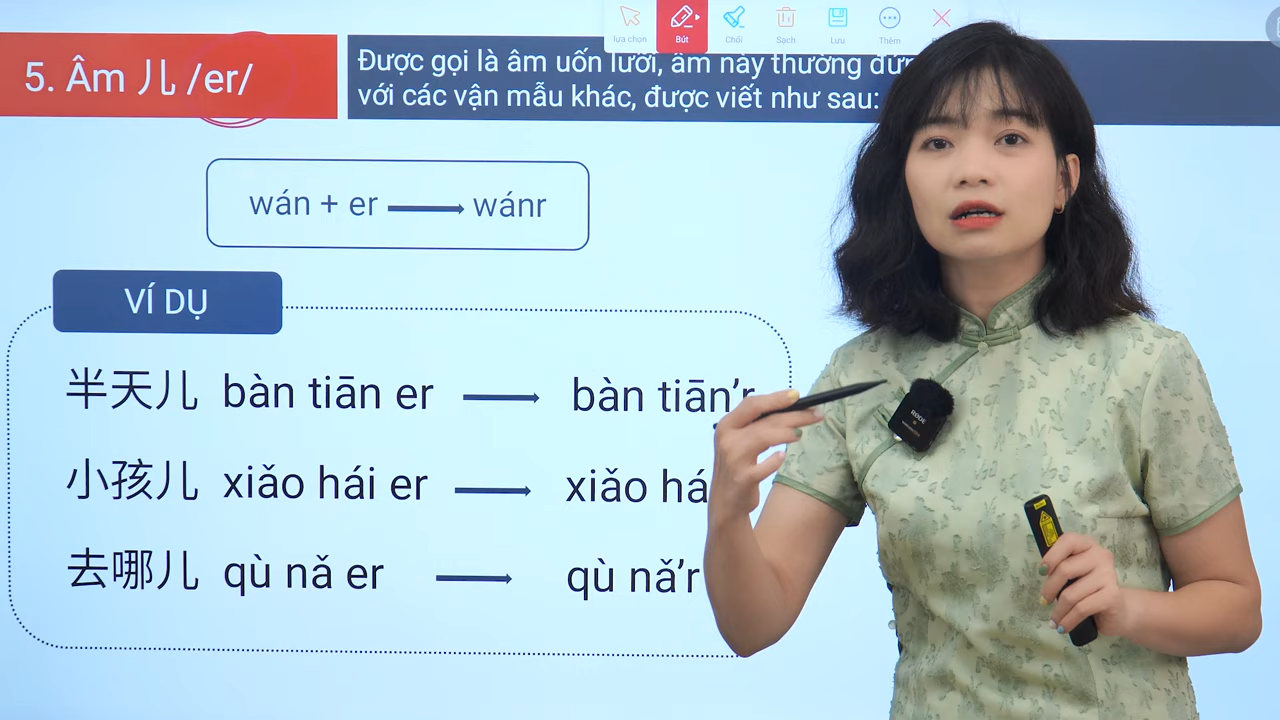 lựa chọn Bút Chổi Sạch Lưu Thêm
5. Âm 儿 /er/
Được gọi là âm uốn lưỡi, âm này thường đứn
với các vận mẫu khác, được viết như sau:
wán + er wánr
VÍ DỤ
半天儿 bàn tiān er bàn tiān’r
小孩儿 xiǎo hái er xiǎo há
去哪儿 qù nǎ er qù nǎ’r
RØDE